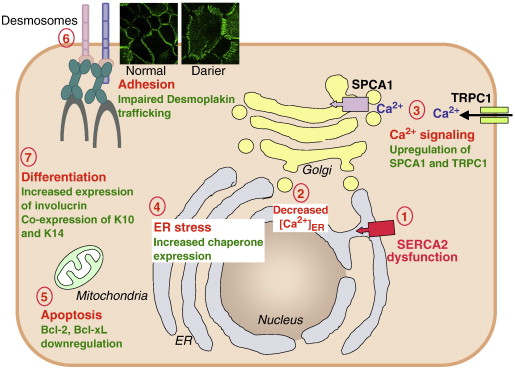 Desmosomes
6
Normal Darier
Adhesion
Impaired Desmoplakin
trafficking
SPCA1
Ca2+
TRPC1
Ca2+
3
Ca2+ signaling
Upregulation of
SPCA1 and TRPC1
Golgi
7
Differentiation
Increased expression
of involucrin
Co-expression of K10
and K14
2
Decreased
[Ca2+]ER
4
ER stress
Increased chaperone
expression
1
SERCA2
dysfunction
Mitochondria
5
Apoptosis
Bcl-2, Bcl-xL
downregulation
Nucleus
ER